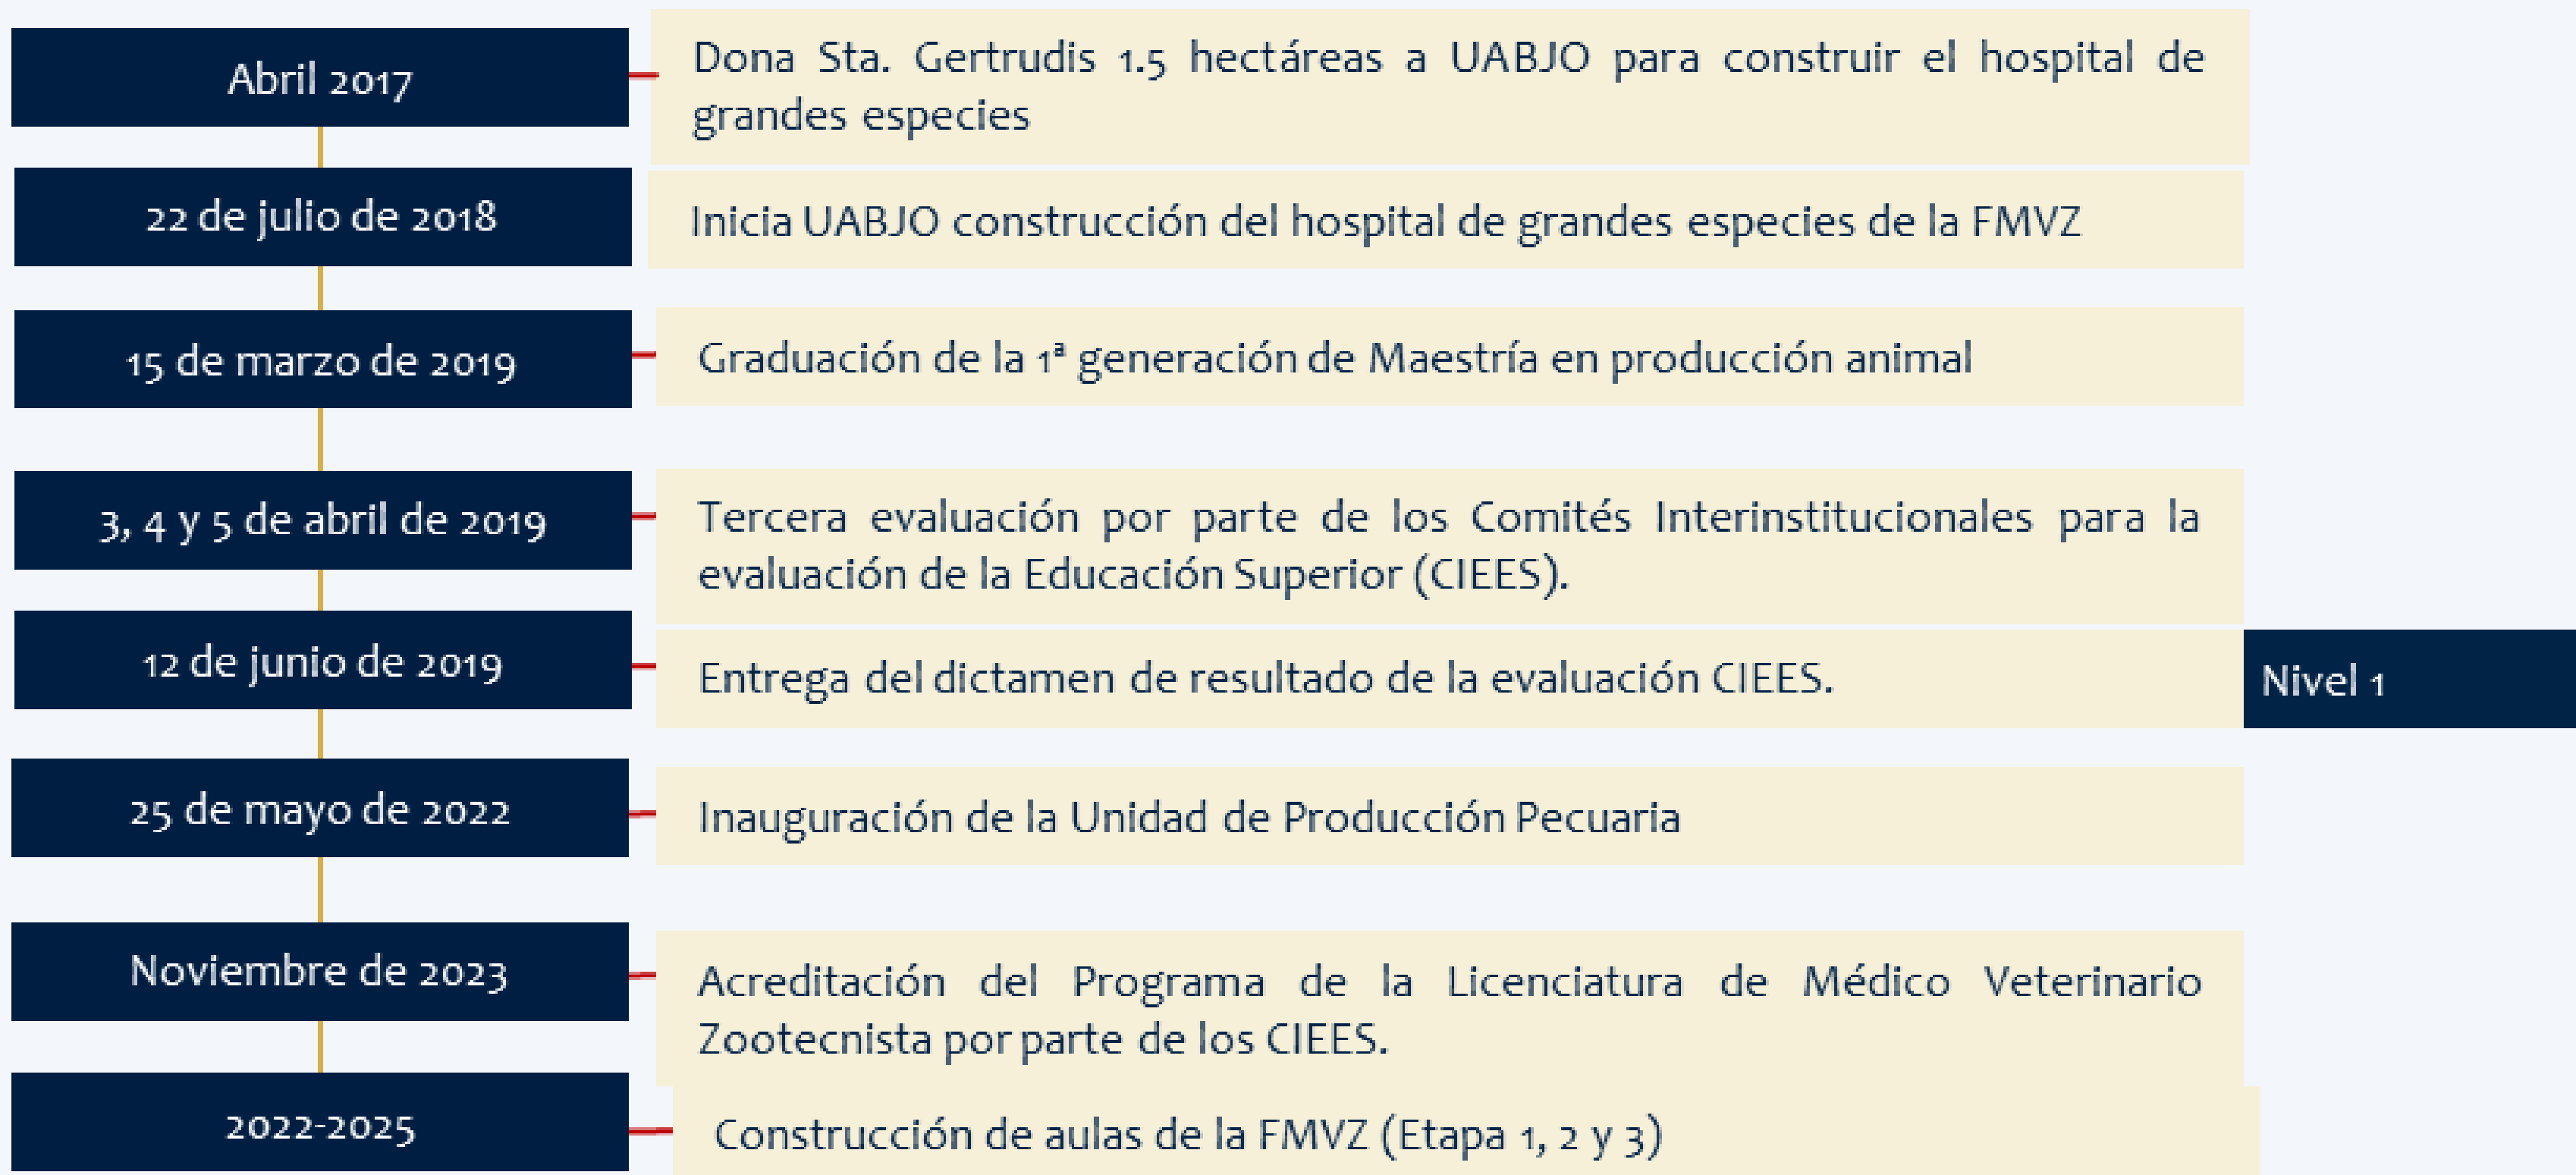 Abril 2017
Dona Sta. Gertrudis 1.5 hectáreas a UABJO para construir el hospital de
grandes especies
22 de julio de 2018
Inicia UABJO construcción del hospital de grandes especies de la FMVZ
15 de marzo de 2019
Graduación de la 1ª generación de Maestría en producción animal
3, 4 y 5 de abril de 2019
Tercera evaluación por parte de los Comités Interinstitucionales para la
evaluación de la Educación Superior (CIEES).
12 de junio de 2019
Entrega del dictamen de resultado de la evaluación CIEES.
Nivel 1
25 de mayo de 2022
Inauguración de la Unidad de Producción Pecuaria
Noviembre de 2023
Acreditación del Programa de la Licenciatura de Médico Veterinario
Zootecnista por parte de los CIEES.
2022-2025
Construcción de aulas de la FMVZ (Etapa 1, 2 y 3)